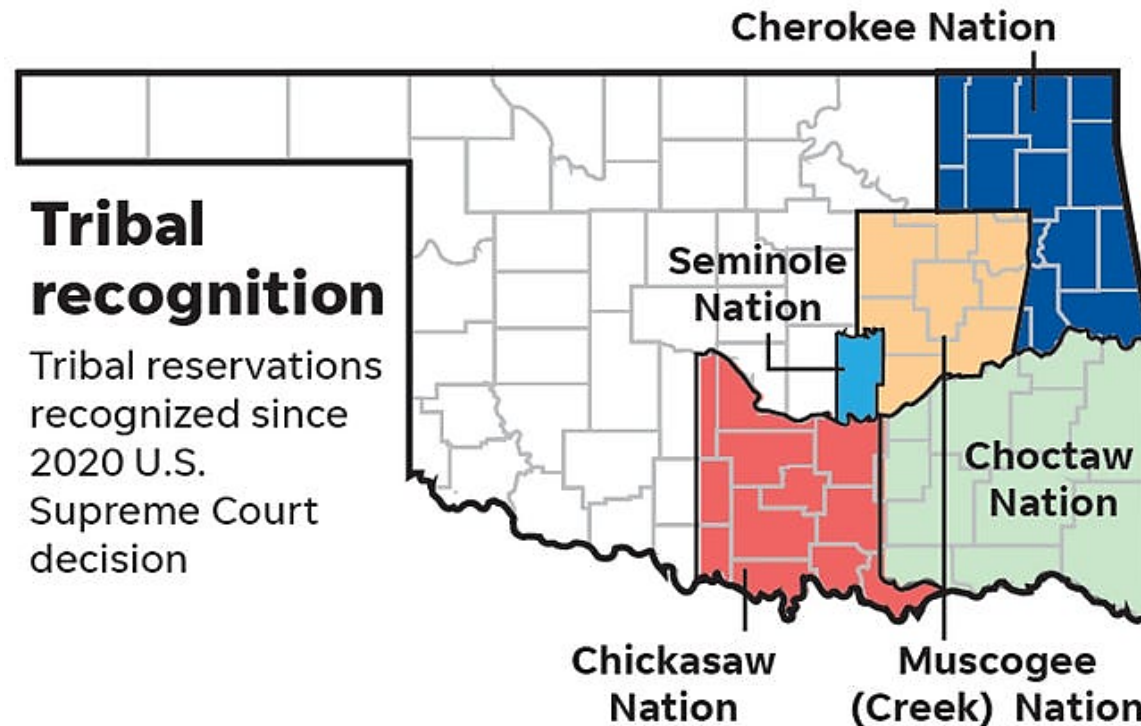 Cherokee Nation
Tribal
recognition
Tribal reservations
recognized since
2020 U.S.
Supreme Court
decision
Seminole
Nation
Choctaw
Nation
Chickasaw
Nation
Muscogee
(Creek) Nation